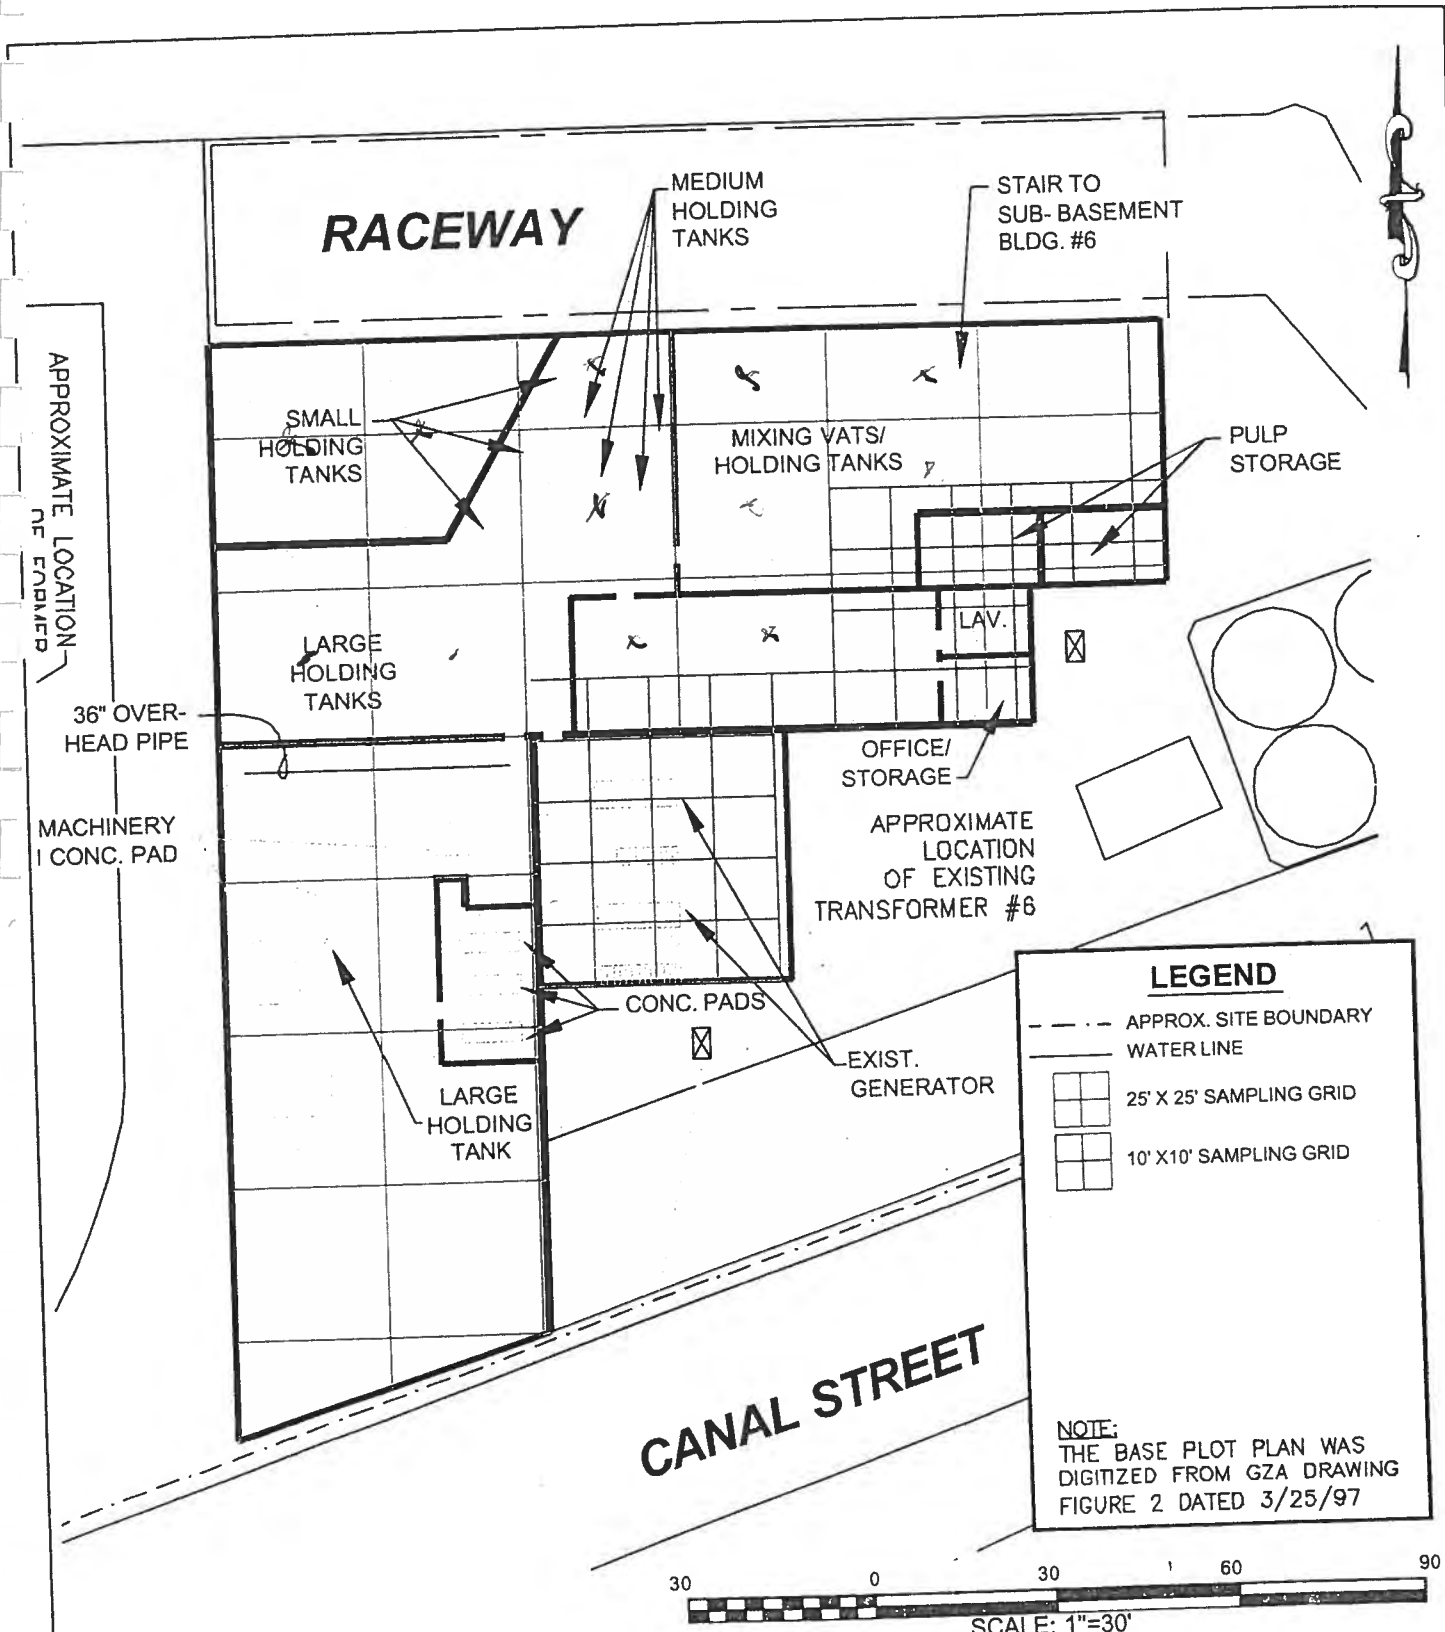 RACEWAY
MEDIUM
HOLDING
TANKS
STAIR TO
SUB-BASEMENT
BLDG. #6
APPROXIMATE LOCATION
OF FORMER
SMALL
HOLDING
TANKS
MIXING VATS/
HOLDING TANKS
PULP
STORAGE
LARGE
HOLDING
TANKS
LAV.
36" OVER-
HEAD PIPE
OFFICE/
STORAGE
MACHINERY
CONC. PAD
APPROXIMATE
LOCATION
OF EXISTING
TRANSFORMER #6
CONC. PADS
EXIST.
GENERATOR
LARGE
HOLDING
TANK
CANAL STREET
LEGEND
APPROX. SITE BOUNDARY
WATER LINE
25' X 25' SAMPLING GRID
10' X10' SAMPLING GRID
NOTE:
THE BASE PLOT PLAN WAS
DIGITIZED FROM GZA DRAWING
FIGURE 2 DATED 3/25/97
30 0 30 60 90
SCALE: 1"=30'